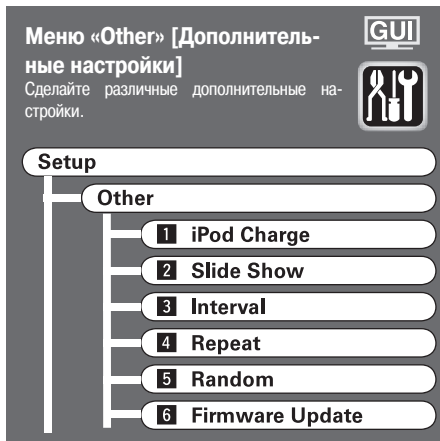 Меню «Other» [Дополнитель-
ные настройки]
GUI
Сделайте различные дополнительные на-
стройки.
Setup
Other
1 iPod Charge
2 Slide Show
3 Interval
4 Repeat
5 Random
6 Firmware Update